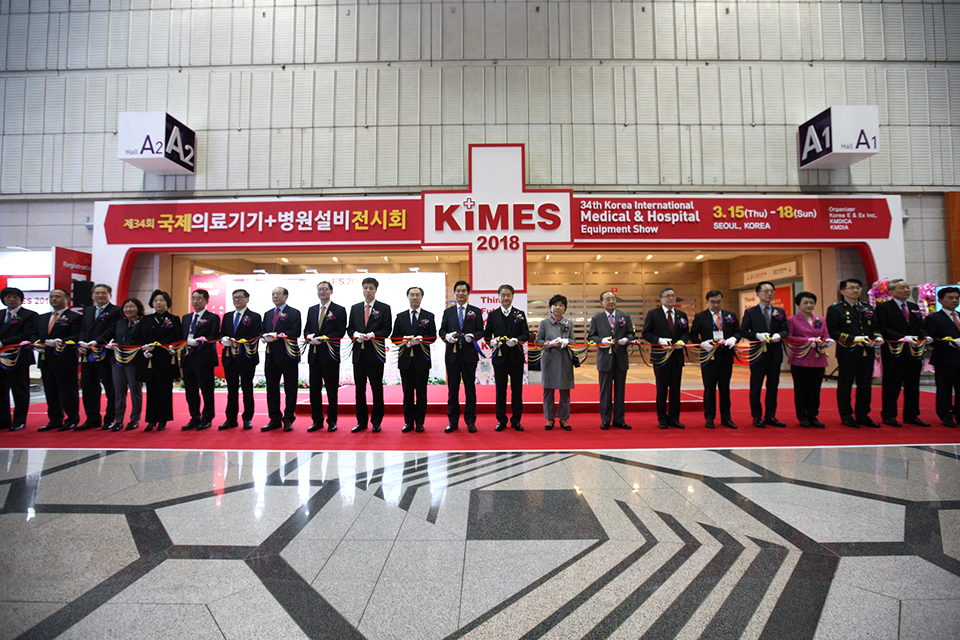 Hall A2
A2
A1
Hall A1
제34회 국제의료기기+병원설비전시회
KiMES
2018
34th Korea International
Medical & Hospital
Equipment Show
3.15(Thu) - 18(Sun)
SEOUL, KOREA
Organizer
Korea E & Ex Inc,
KMDICA
KMDIA
Registration
Think